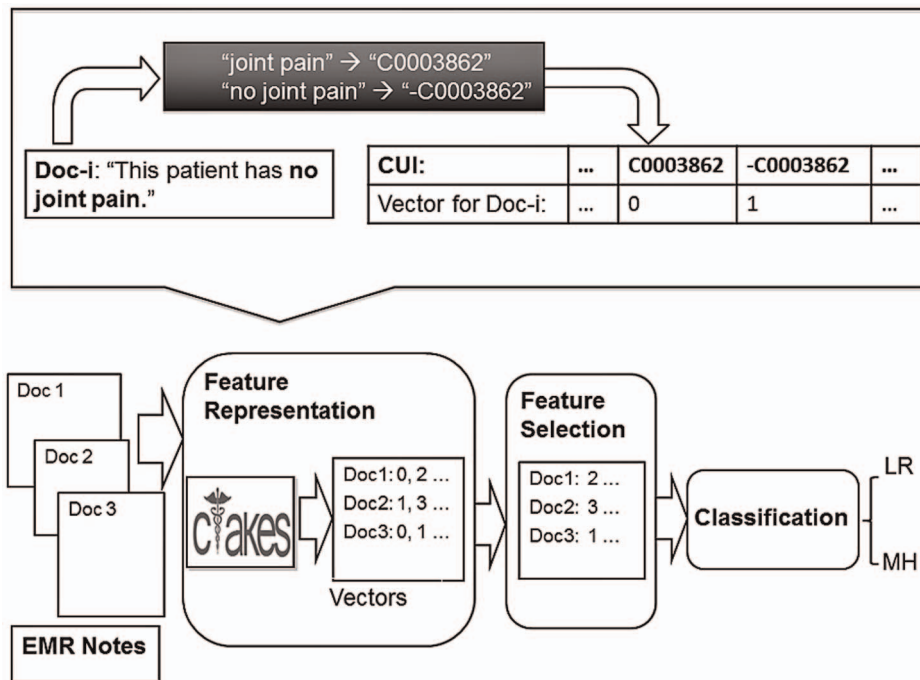 “joint pain” → “C0003862”
“no joint pain” → “-C0003862”
Doc-i: “This patient has no
joint pain.”
CUI: ... C0003862 -C0003862 ...
Vector for Doc-i: ... 0 1 ...
Doc 1
Doc 2
Doc 3
EMR Notes
Feature
Representation
cTakes
Doc1: 0, 2 ...
Doc2: 1, 3 ...
Doc3: 0, 1 ...
Vectors
Feature
Selection
Doc1: 2 ...
Doc2: 3 ...
Doc3: 1 ...
Classification
LR
MH